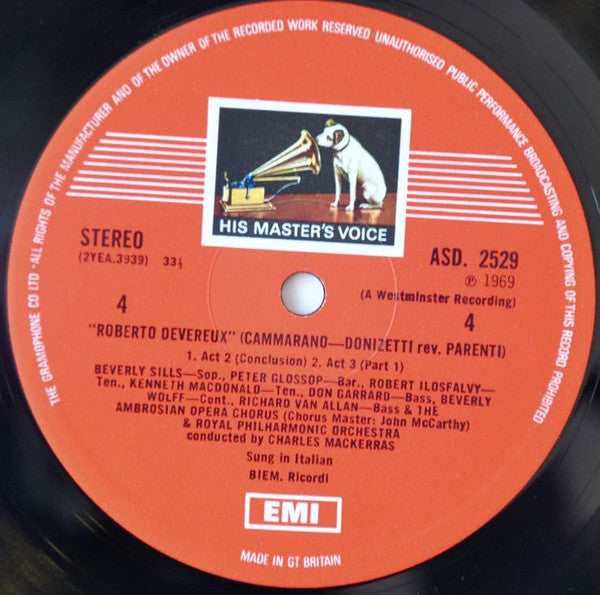 THE GRAMOPHONE CO LTD · ALL RIGHTS OF THE MANUFACTURER AND OF THE OWNER OF THE RECORDED WORK RESERVED UNAUTHORISED PUBLIC PERFORMANCE BROADCASTING AND COPYING OF THIS RECORD PROHIBITED
HIS MASTER'S VOICE
STEREO
(2YEA.3939) 33⅓
ASD. 2529
℗ 1969
(A Westminster Recording)
4
4
"ROBERTO DEVEREUX" (CAMMARANO—DONIZETTI rev. PARENTI)
1. Act 2 (Conclusion) 2. Act 3 (Part 1)
BEVERLY SILLS—Sop., PETER GLOSSOP—Bar., ROBERT ILOSFALVY—
Ten., KENNETH MACDONALD—Ten., DON GARRARD—Bass, BEVERLY
WOLFF—Cont., RICHARD VAN ALLAN—Bass & THE
AMBROSIAN OPERA CHORUS (Chorus Master: John McCarthy)
& ROYAL PHILHARMONIC ORCHESTRA
conducted by CHARLES MACKERRAS
Sung in Italian
BIEM. Ricordi
EMI
MADE IN GT BRITAIN